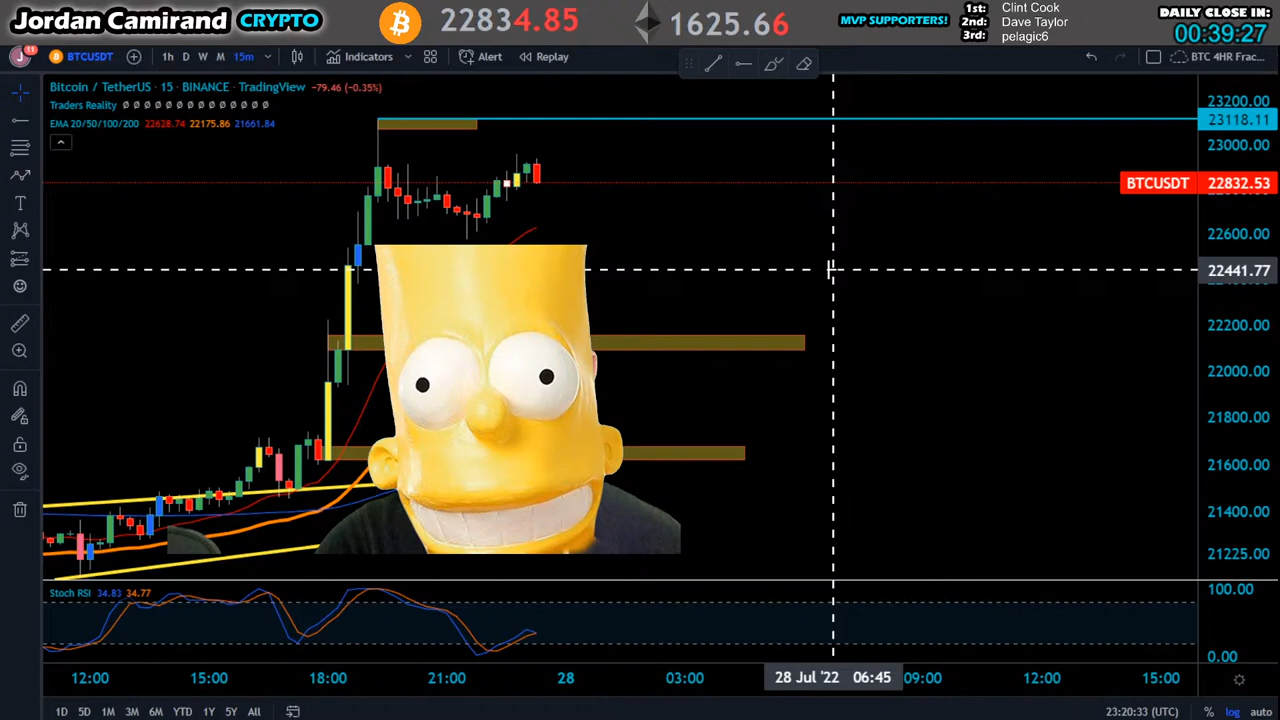 Jordan Camirand CRYPTO
22834.85
1625.66
MVP SUPPORTERS!
1st: Clint Cook
2nd: Dave Taylor
3rd: pelagic6
DAILY CLOSE IN:
00:39:27
J 11 BTCUSDT 1h D W M 15m Indicators Alert Replay BTC 4HR Frac...
Bitcoin / TetherUS · 15 · BINANCE · TradingView −79.46 (−0.35%)
Traders Reality ø ø ø ø ø ø ø ø ø ø ø ø ø
EMA 20/50/100/200 22628.74 22175.86 21661.84
23200.00
23118.11
23000.00
BTCUSDT 22832.53
22600.00
22441.77
22200.00
22000.00
21800.00
21600.00
21400.00
21225.00
Stoch RSI 34.83 34.77
100.00
0.00
12:00 15:00 18:00 21:00 28 03:00 28 Jul '22 06:45 09:00 12:00 15:00
1D 5D 1M 3M 6M YTD 1Y 5Y All 23:20:33 (UTC) % log auto